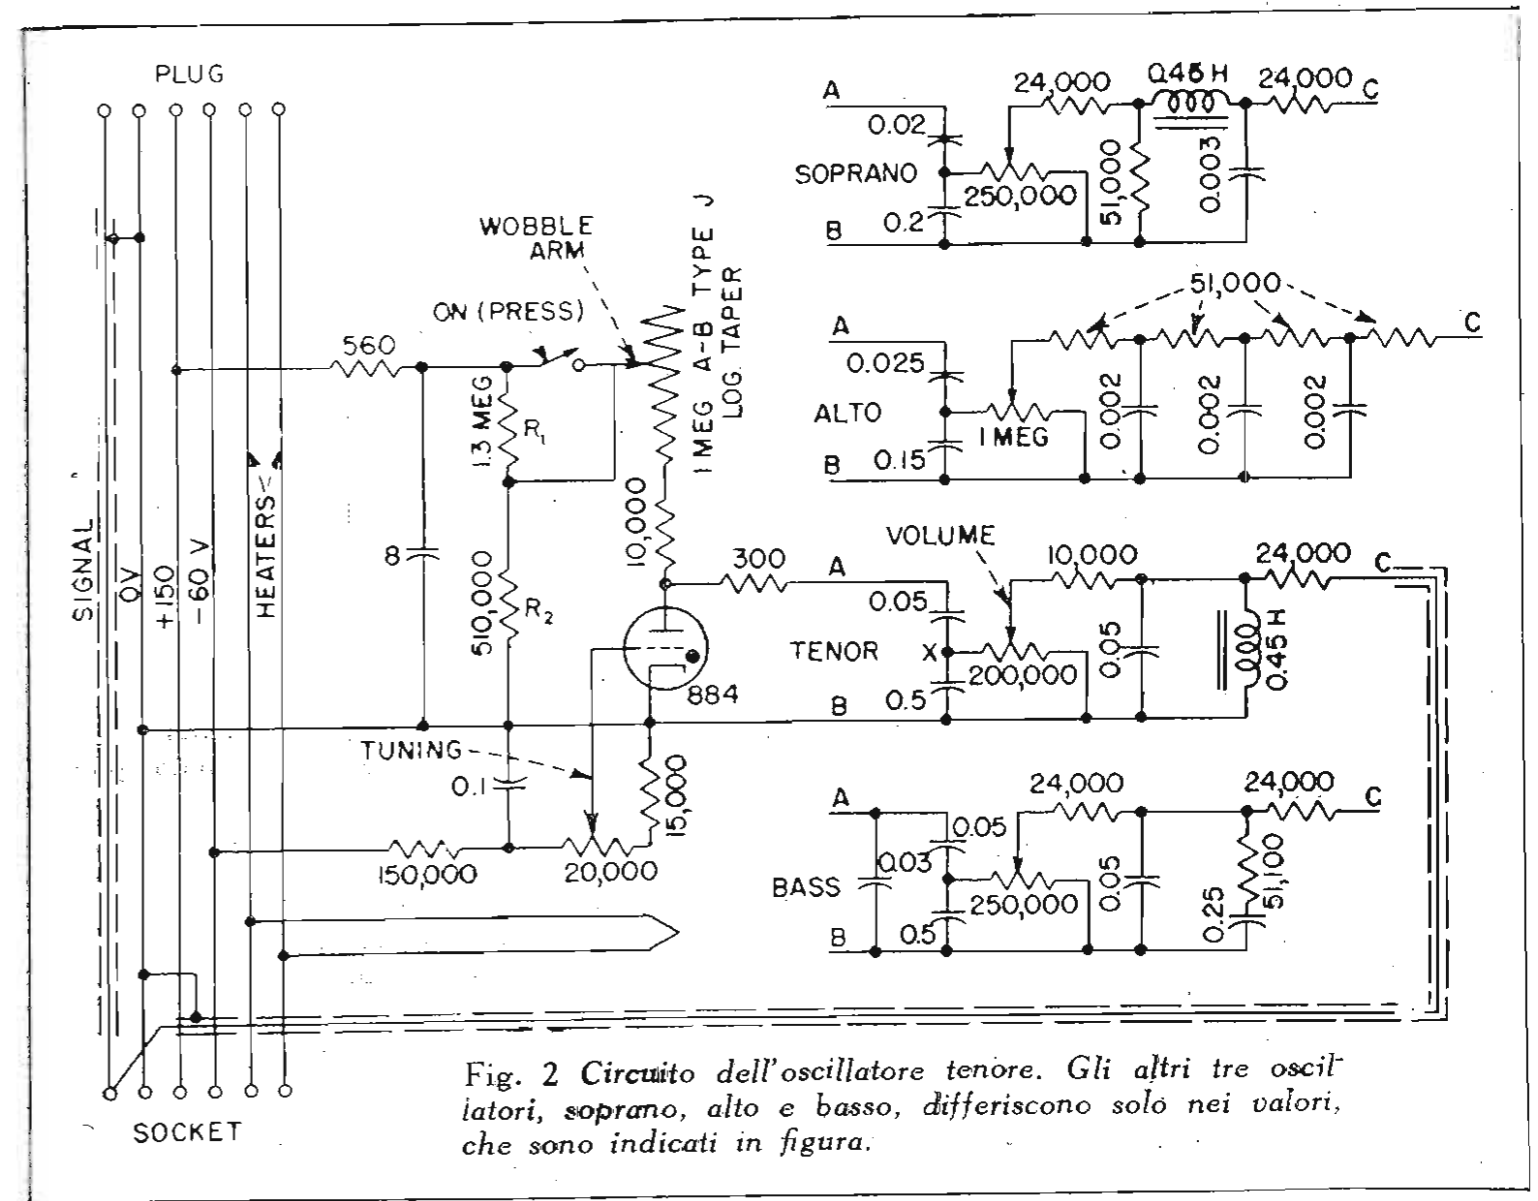 PLUG
WOBBLE
ARM
ON (PRESS)
1 MEG A-B TYPE J
LOG. TAPER
560
1.3 MEG
R1
8
510,000
R2
10,000
300
884
TUNING
0.1
15,000
150,000
20,000
SIGNAL
0V
+150
-60 V
HEATERS
SOCKET
A
0.02
SOPRANO
250,000
B
0.2
24,000
0.45 H
24,000
C
51,000
0.003
A
0.025
ALTO
1 MEG
B
0.15
51,000
C
0.002
0.002
0.002
VOLUME
A
0.05
TENOR
X
200,000
B
0.5
10,000
24,000
C
0.05
0.45 H
A
0.05
0.03
BASS
250,000
B
0.5
24,000
24,000
C
0.05
51,100
0.25
Fig. 2 Circuito dell'oscillatore tenore. Gli altri tre oscil-
latori, soprano, alto e basso, differiscono solo nei valori,
che sono indicati in figura.